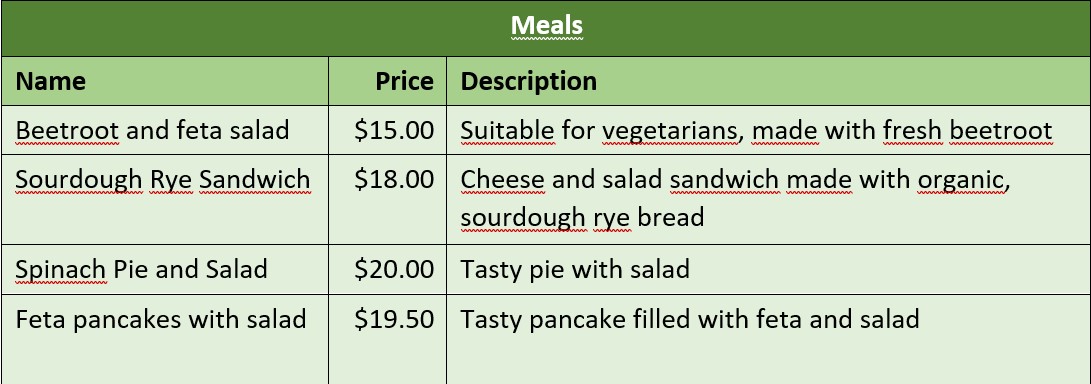 Meals
Name Price Description
Beetroot and feta salad $15.00 Suitable for vegetarians, made with fresh beetroot
Sourdough Rye Sandwich $18.00 Cheese and salad sandwich made with organic,
sourdough rye bread
Spinach Pie and Salad $20.00 Tasty pie with salad
Feta pancakes with salad $19.50 Tasty pancake filled with feta and salad